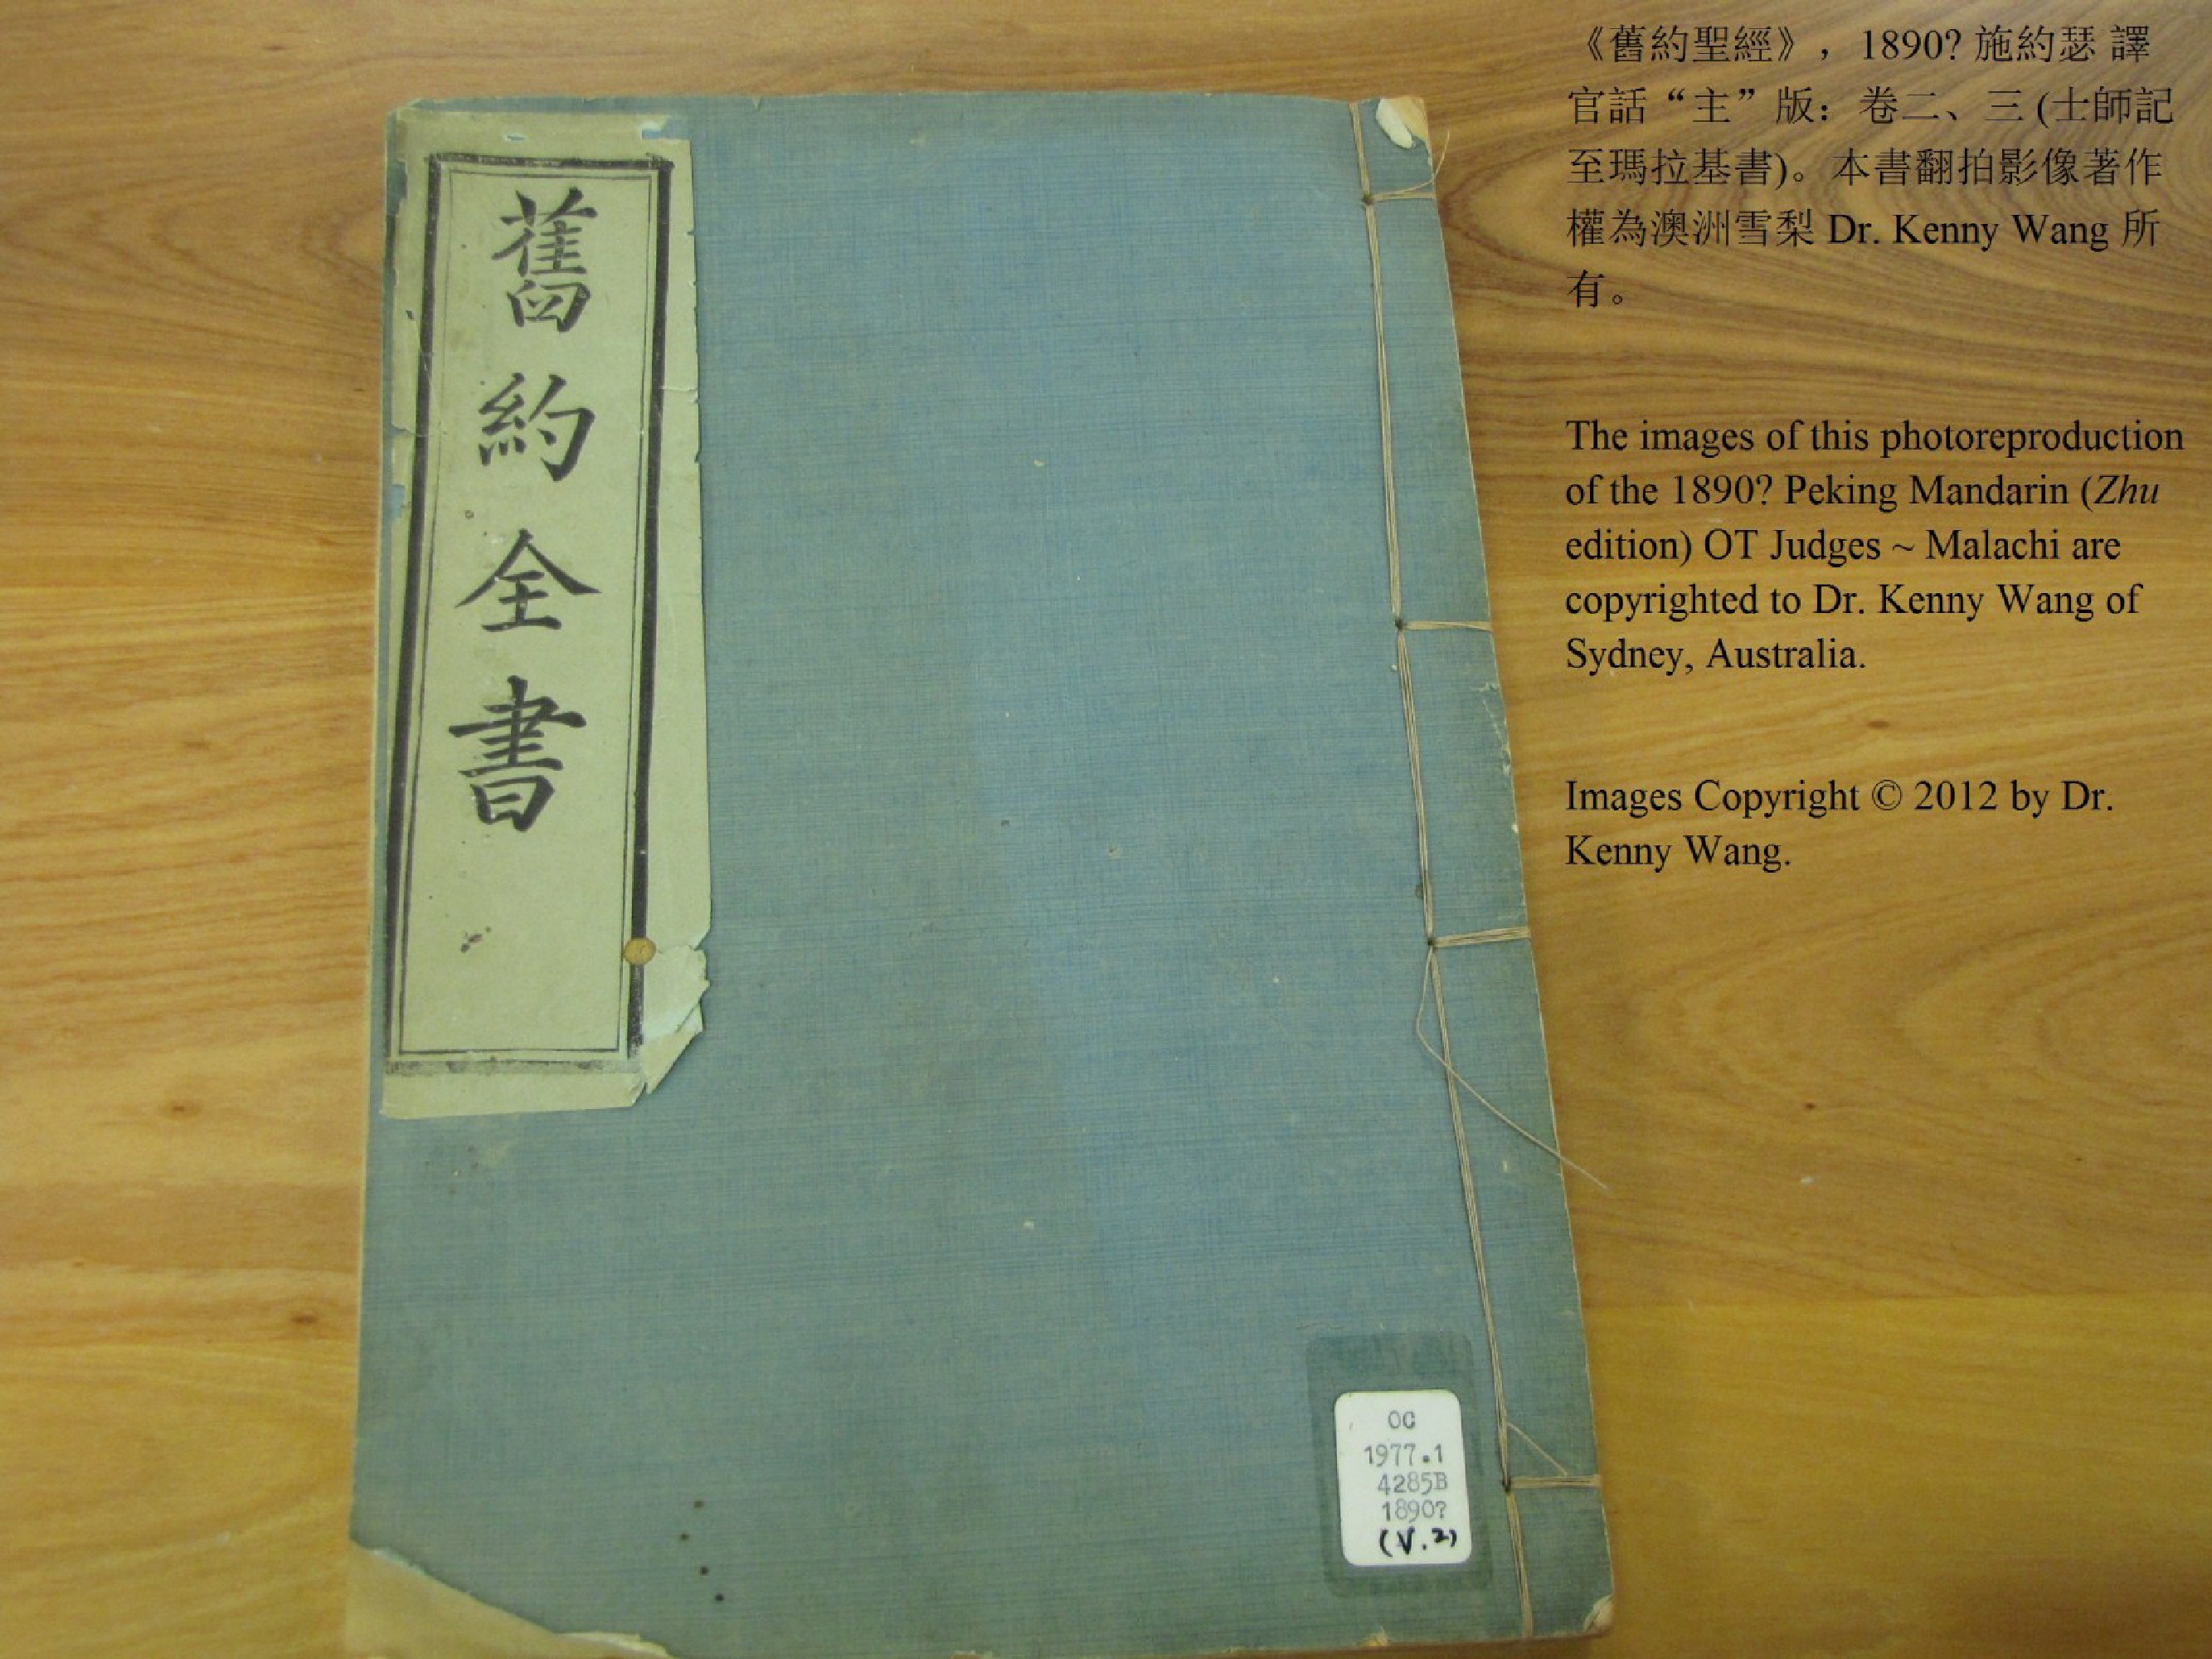 舊約全書
《舊約聖經》，1890? 施約瑟 譯
官話“主”版：卷二、三 (士師記
至瑪拉基書)。本書翻拍影像著作
權為澳洲雪梨 Dr. Kenny Wang 所
有。
The images of this photoreproduction
of the 1890? Peking Mandarin (Zhu
edition) OT Judges ~ Malachi are
copyrighted to Dr. Kenny Wang of
Sydney, Australia.
Images Copyright © 2012 by Dr.
Kenny Wang.
OC
1977.1
4285B
1890?
(V.2)